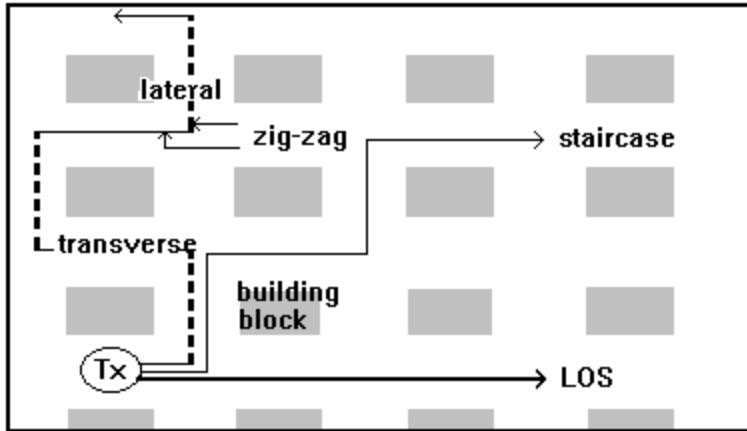 lateral
zig-zag
staircase
transverse
building
block
Tx
LOS